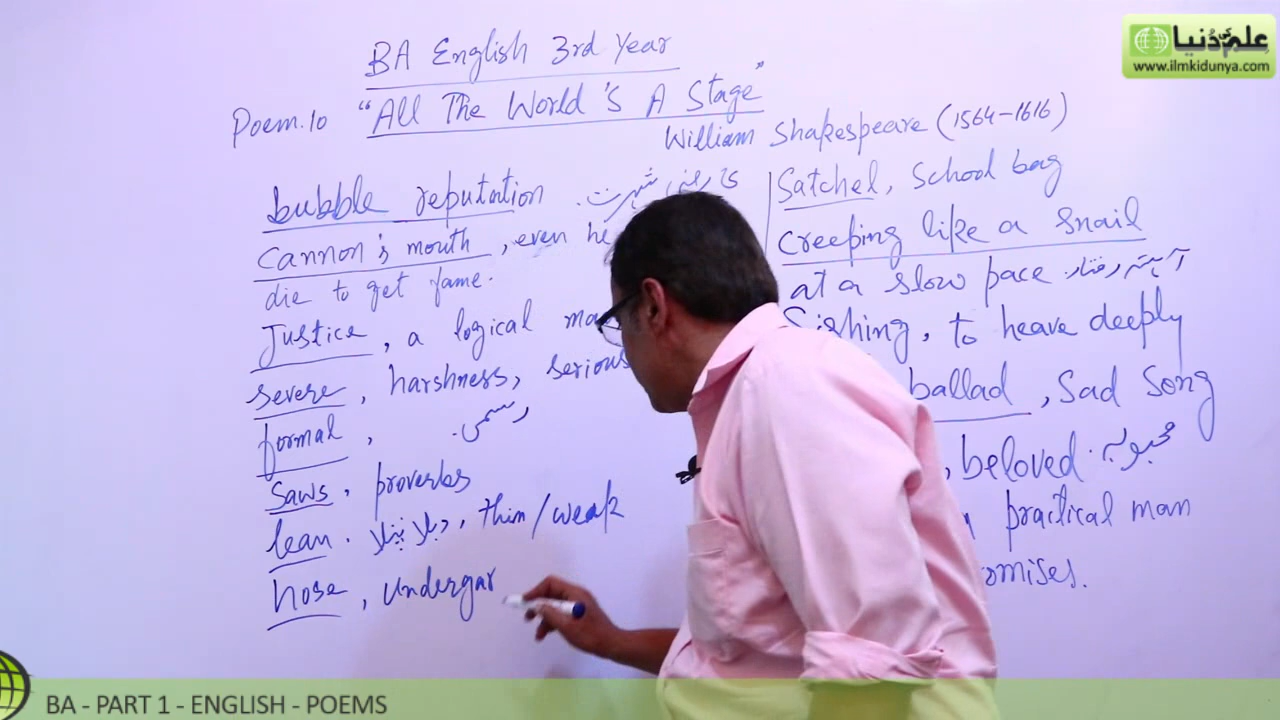 علم کی دُنیا
www.ilmkidunya.com
BA English 3rd Year
Poem.10 "All The World's A Stage"
William Shakespeare (1564-1616)
bubble reputation عارضی شہرت.
cannon's mouth, even he
die to get fame.
Justice, a logical ma
severe, harshness, serious
formal, رسمی.
Saws, proverbs
lean. دبلا پتلا, thin/weak
hose, undergar
Satchel, School bag
creeping like a snail
at a slow pace. آہستہ رفتار
Sighing, to heave deeply
ballad, Sad Song
, beloved. محبوبہ
practical man
omises.
BA - PART 1 - ENGLISH - POEMS